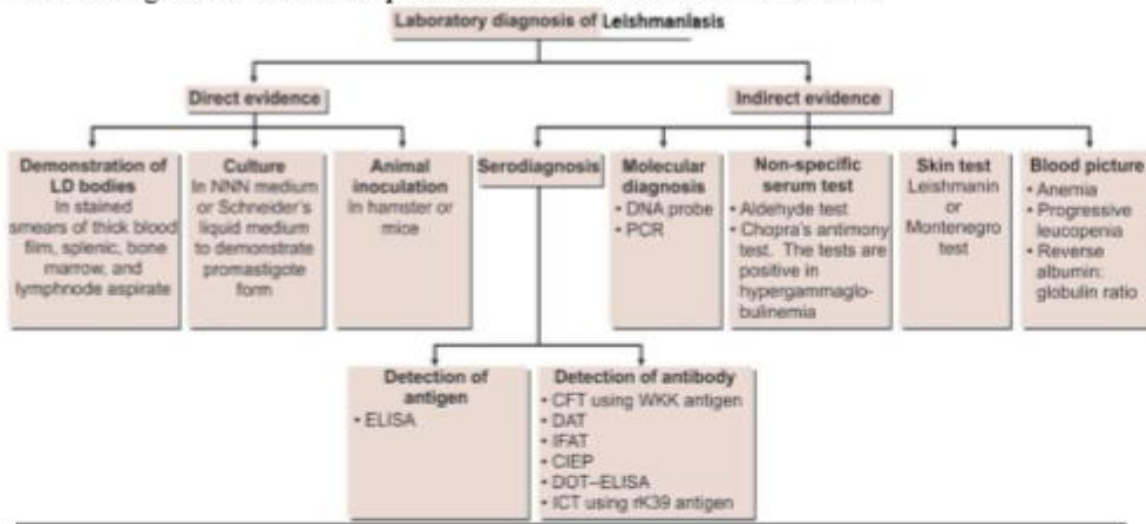 Laboratory diagnosis of Leishmaniasis
Direct evidence
Indirect evidence
Demonstration of
LD bodies
In stained
smears of thick blood
film, splenic, bone
marrow, and
lymphnode aspirate
Culture
In NNN medium
or Schneider's
liquid medium
to demonstrate
promastigote
form
Animal
inoculation
In hamster or
mice
Serodiagnosis
Molecular
diagnosis
• DNA probe
• PCR
Non-specific
serum test
• Aldehyde test
• Chopra's antimony
test. The tests are
positive in
hypergammaglo-
bulinemia
Skin test
Leishmanin
or
Montenegro
test
Blood picture
• Anemia
• Progressive
leucopenia
• Reverse
albumin:
globulin ratio
Detection of
antigen
• ELISA
Detection of antibody
• CFT using WKK antigen
• DAT
• IFAT
• CIEP
• DOT–ELISA
• ICT using rK39 antigen